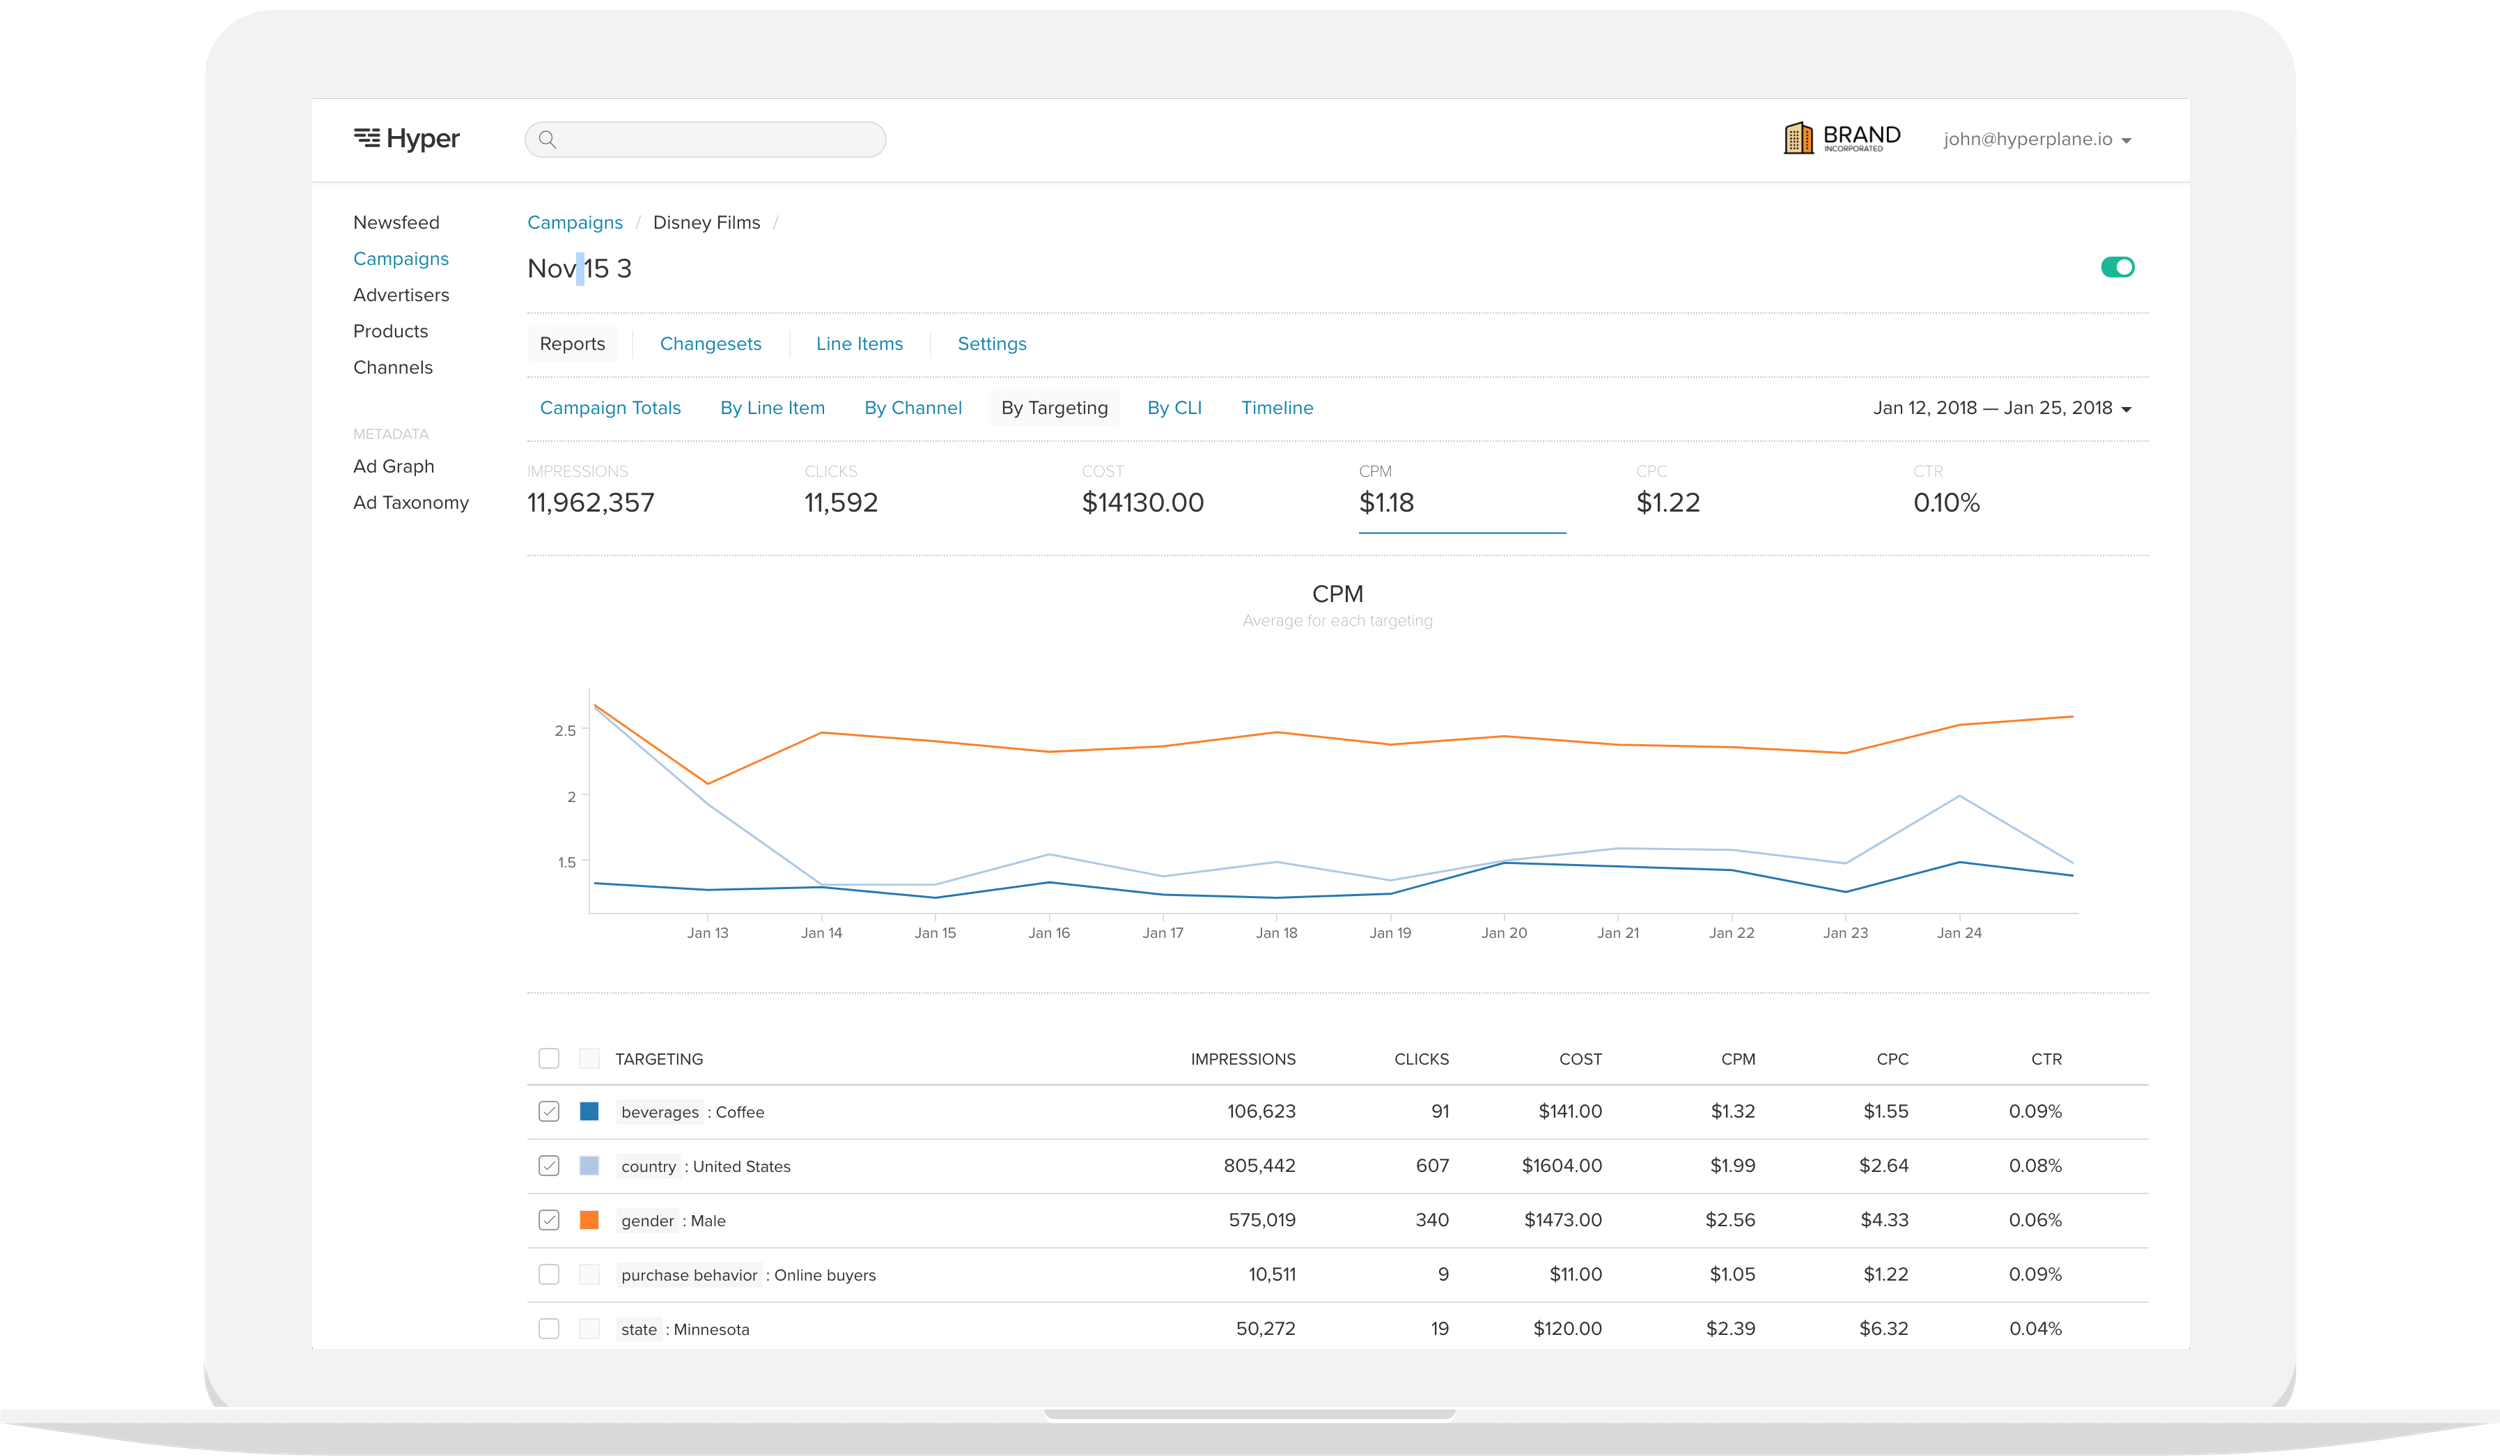 Hyper
BRAND
INCORPORATED
john@hyperplane.io
Newsfeed
Campaigns
Advertisers
Products
Channels
METADATA
Ad Graph
Ad Taxonomy
Campaigns / Disney Films /
Nov 15 3
Reports Changesets Line Items Settings
Campaign Totals By Line Item By Channel By Targeting By CLI Timeline Jan 12, 2018 — Jan 25, 2018
IMPRESSIONS CLICKS COST CPM CPC CTR
11,962,357 11,592 $14130.00 $1.18 $1.22 0.10%
CPM
Average for each targeting
2.5
2
1.5
Jan 13 Jan 14 Jan 15 Jan 16 Jan 17 Jan 18 Jan 19 Jan 20 Jan 21 Jan 22 Jan 23 Jan 24
TARGETING IMPRESSIONS CLICKS COST CPM CPC CTR
beverages : Coffee 106,623 91 $141.00 $1.32 $1.55 0.09%
country : United States 805,442 607 $1604.00 $1.99 $2.64 0.08%
gender : Male 575,019 340 $1473.00 $2.56 $4.33 0.06%
purchase behavior : Online buyers 10,511 9 $11.00 $1.05 $1.22 0.09%
state : Minnesota 50,272 19 $120.00 $2.39 $6.32 0.04%